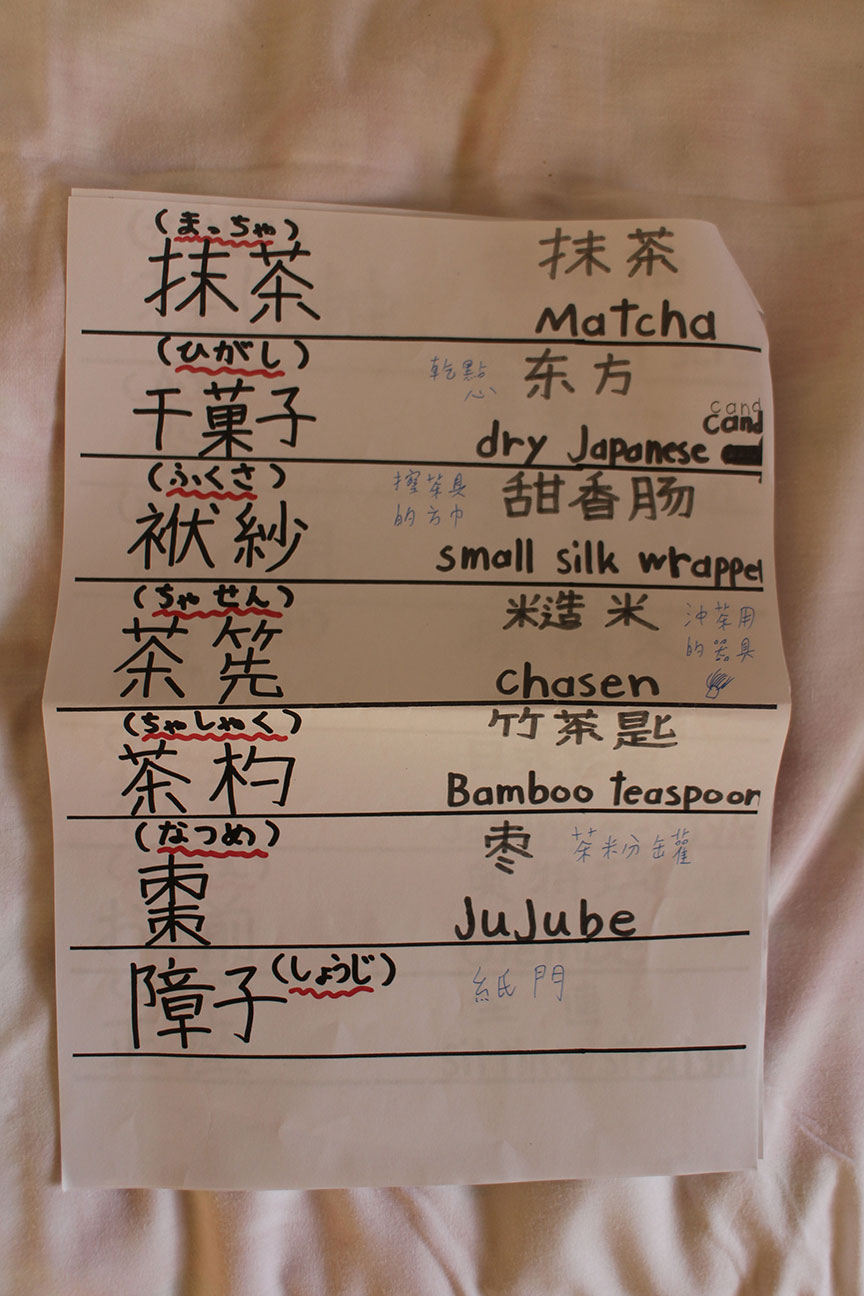 (まっちゃ)
抹茶
抹茶
Matcha
(ひがし)
干菓子
乾點心
东方
cand
cand
dry Japanese
(ふくさ)
袱紗
擦茶具
的方巾
甜香肠
small silk wrapper
(ちゃせん)
茶筅
糙造米
沖茶用
的器具
chasen
(ちゃしゃく)
茶杓
竹茶匙
Bamboo teaspoon
(なつめ)
棗
枣
茶粉罐
JuJube
障子(しょうじ)
紙門